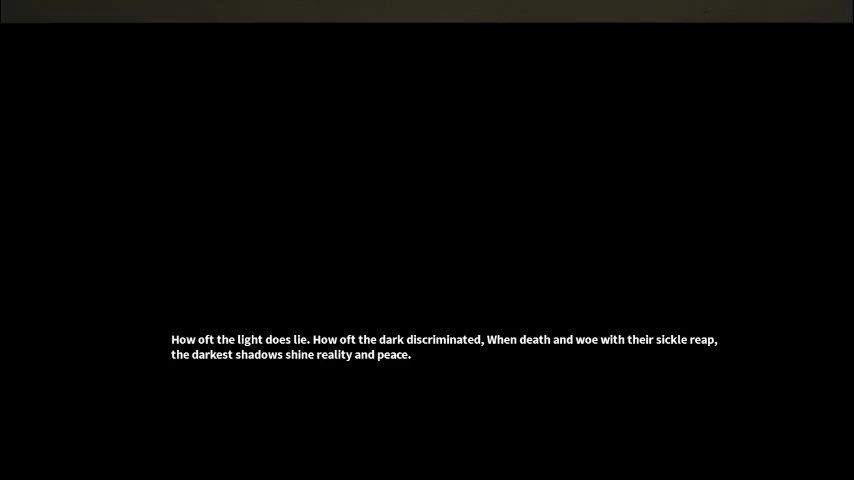 How oft the light does lie. How oft the dark discriminated, When death and woe with their sickle reap,
the darkest shadows shine reality and peace.